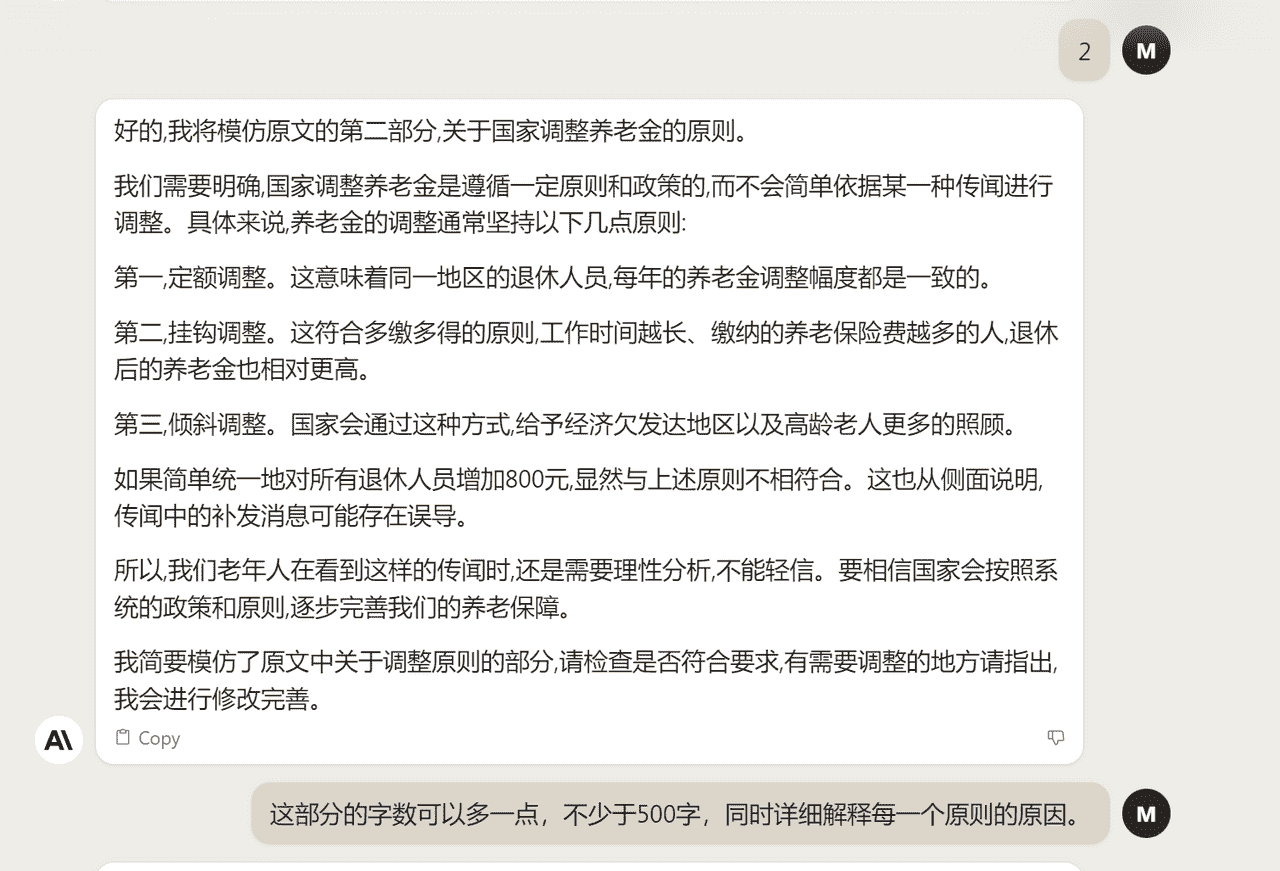 2
M
好的,我将模仿原文的第二部分,关于国家调整养老金的原则。
我们需要明确,国家调整养老金是遵循一定原则和政策的,而不会简单依据某一种传闻进行
调整。具体来说,养老金的调整通常坚持以下几点原则:
第一,定额调整。这意味着同一地区的退休人员,每年的养老金调整幅度都是一致的。
第二,挂钩调整。这符合多缴多得的原则,工作时间越长、缴纳的养老保险费越多的人,退休
后的养老金也相对更高。
第三,倾斜调整。国家会通过这种方式,给予经济欠发达地区以及高龄老人更多的照顾。
如果简单统一地对所有退休人员增加800元,显然与上述原则不相符合。这也从侧面说明,
传闻中的补发消息可能存在误导。
所以,我们老年人在看到这样的传闻时,还是需要理性分析,不能轻信。要相信国家会按照系
统的政策和原则,逐步完善我们的养老保障。
我简要模仿了原文中关于调整原则的部分,请检查是否符合要求,有需要调整的地方请指出,
我会进行修改完善。
A\
Copy
这部分的字数可以多一点，不少于500字，同时详细解释每一个原则的原因。
M